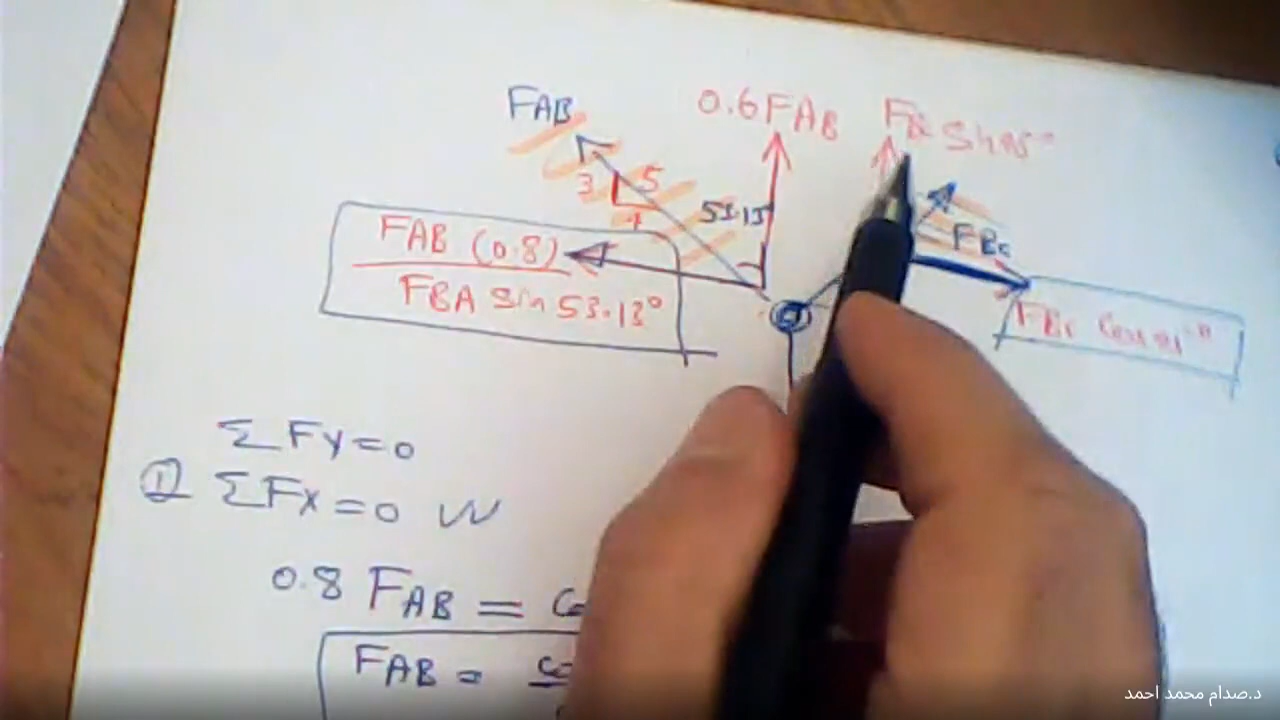 FAB
0.6FAB
3
5
4
53.13
FBC
FAB (0.8)
FBA sin 53.13°
ΣFy=0
① ΣFx=0
0.8 FAB =
FAB =
د.صدام محمد احمد